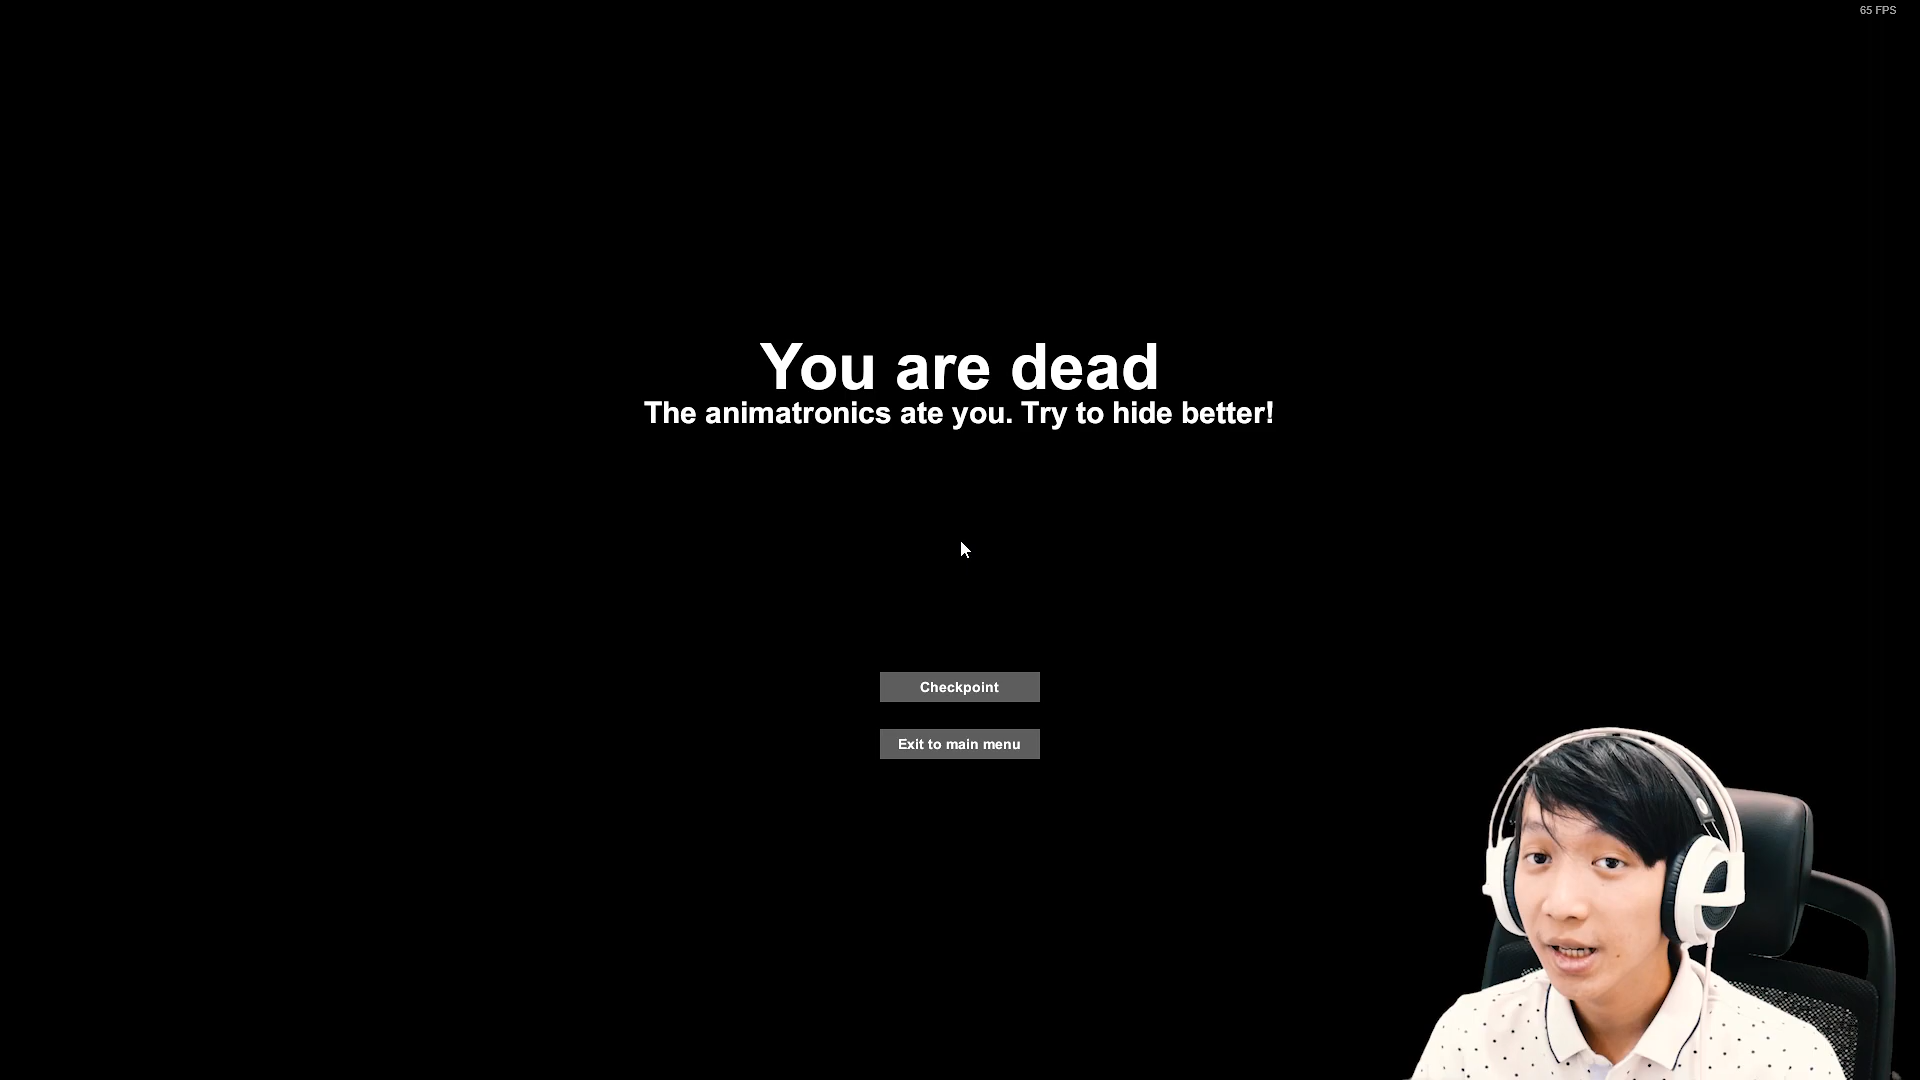 65 FPS
You are dead
The animatronics ate you. Try to hide better!
Checkpoint
Exit to main menu